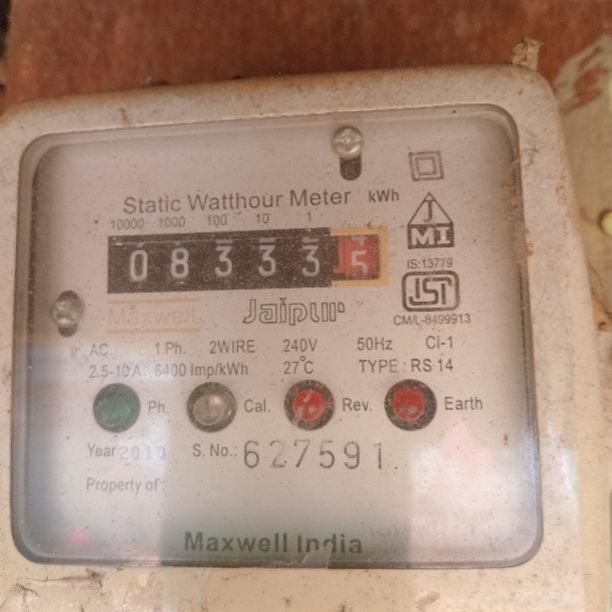 Static Watthour Meter kWh
10000 1000 100 10 1
0 8 3 3 3 5
J
MI
IS:13779
ISI
CM/L-8499913
Maxwell Jaipur
AC 1 Ph. 2WIRE 240V 50Hz Cl-1
2.5-10 A 6400 Imp/kWh 27°C TYPE : RS 14
Ph. Cal. Rev. Earth
Year 2010 S. No.: 627591
Property of :
Maxwell India